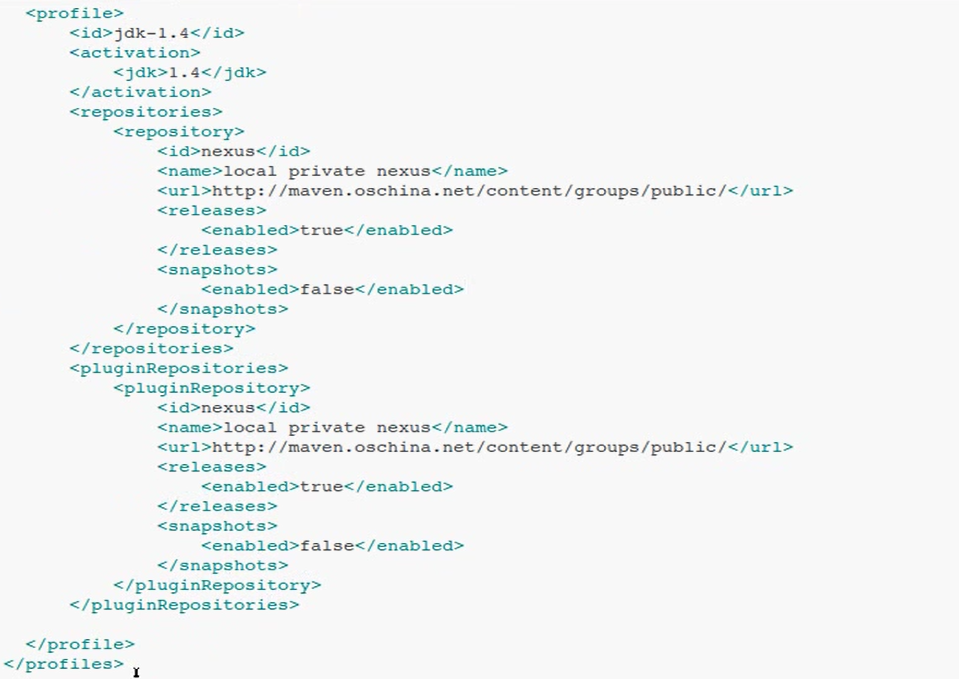 <profile>
<id>jdk-1.4</id>
<activation>
<jdk>1.4</jdk>
</activation>
<repositories>
<repository>
<id>nexus</id>
<name>local private nexus</name>
<url>http://maven.oschina.net/content/groups/public/</url>
<releases>
<enabled>true</enabled>
</releases>
<snapshots>
<enabled>false</enabled>
</snapshots>
</repository>
</repositories>
<pluginRepositories>
<pluginRepository>
<id>nexus</id>
<name>local private nexus</name>
<url>http://maven.oschina.net/content/groups/public/</url>
<releases>
<enabled>true</enabled>
</releases>
<snapshots>
<enabled>false</enabled>
</snapshots>
</pluginRepository>
</pluginRepositories>
</profile>
</profiles>